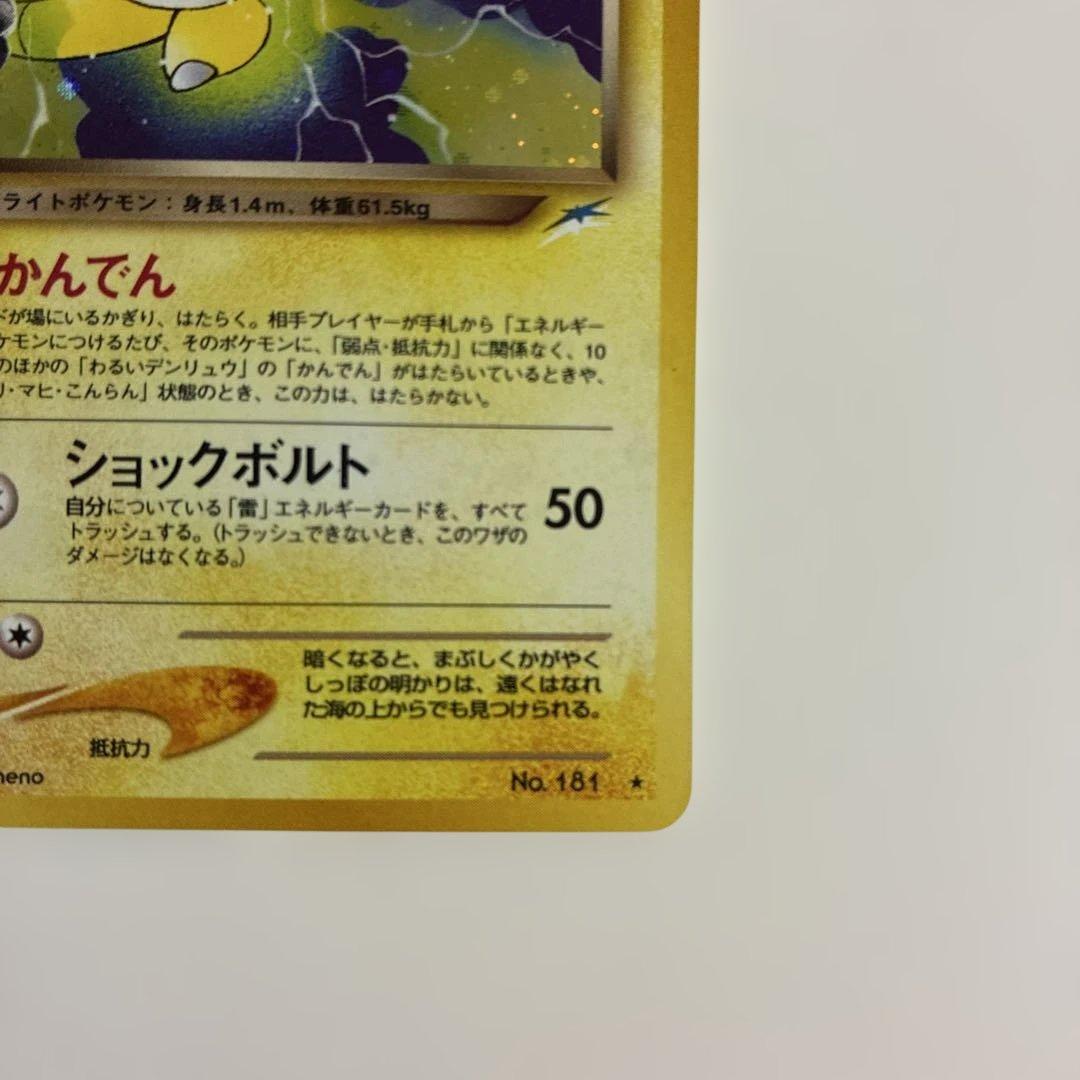 ライトポケモン：身長1.4m、体重61.5kg
かんでん
が場にいるかぎり、はたらく。相手プレイヤーが手札から「エネルギー
ケモンにつけるたび、そのポケモンに、「弱点・抵抗力」に関係なく、10
のほかの「わるいデンリュウ」の「かんでん」がはたらいているときや、
リ・マヒ・こんらん」状態のとき、この力は、はたらかない。
ショックボルト
50
自分についている「雷」エネルギーカードを、すべて
トラッシュする。（トラッシュできないとき、このワザの
ダメージはなくなる。）
暗くなると、まぶしくかがやく
しっぽの明かりは、遠くはなれ
た海の上からでも見つけられる。
抵抗力
neno
No. 181 ★